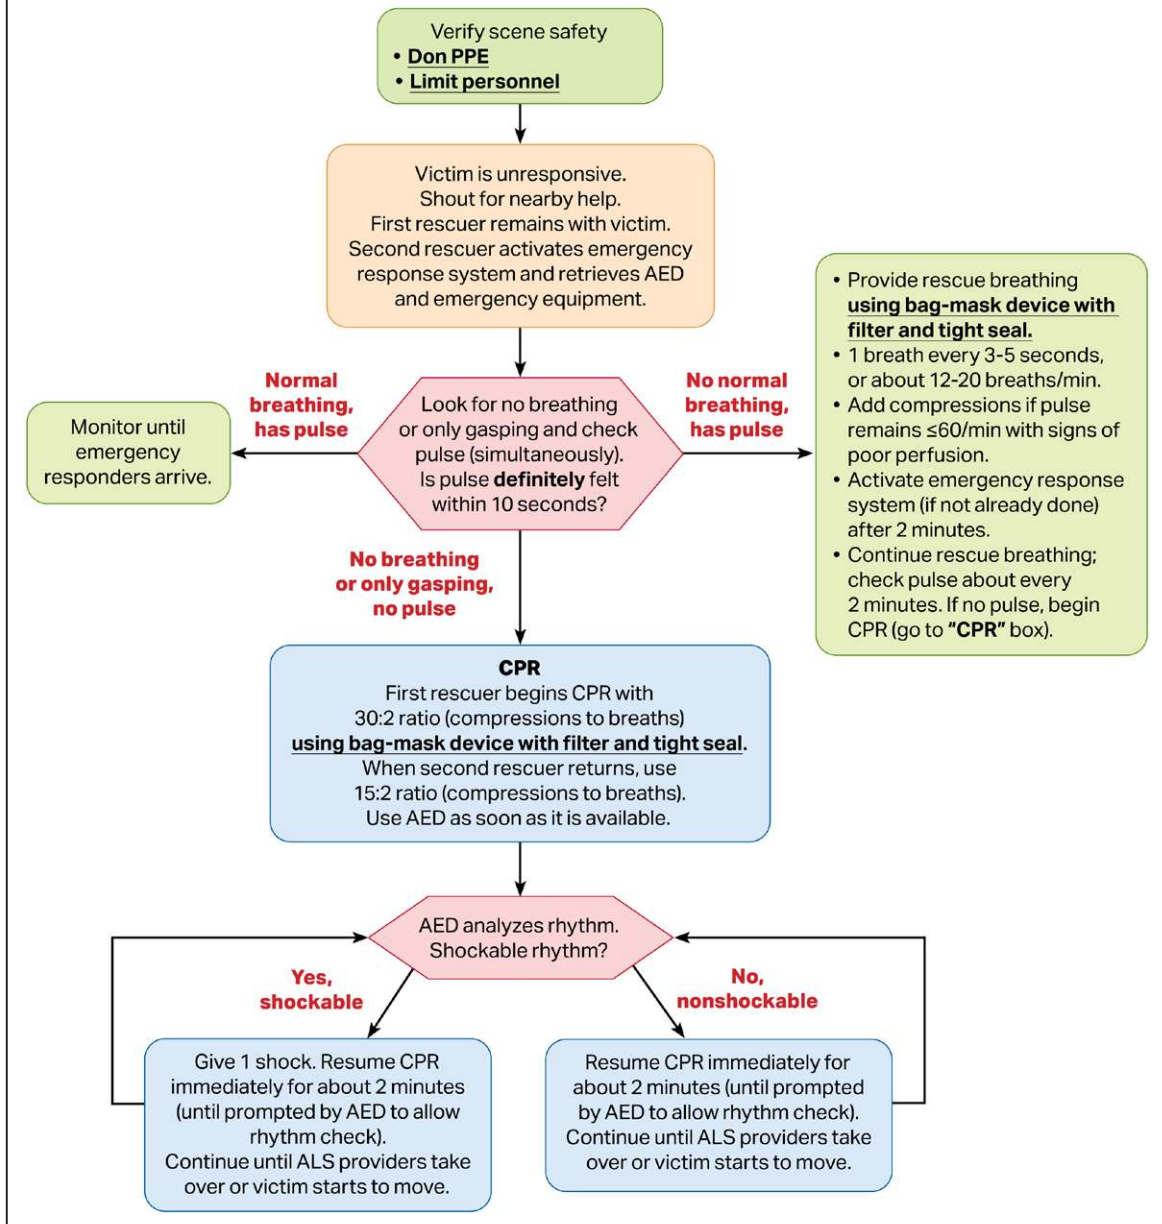 Verify scene safety
• Don PPE
• Limit personnel
Victim is unresponsive.
Shout for nearby help.
First rescuer remains with victim.
Second rescuer activates emergency
response system and retrieves AED
and emergency equipment.
Normal
breathing,
has pulse
Look for no breathing
or only gasping and check
pulse (simultaneously).
Is pulse definitely felt
within 10 seconds?
No normal
breathing,
has pulse
Monitor until
emergency
responders arrive.
• Provide rescue breathing
using bag-mask device with
filter and tight seal.
• 1 breath every 3-5 seconds,
or about 12-20 breaths/min.
• Add compressions if pulse
remains ≤60/min with signs of
poor perfusion.
• Activate emergency response
system (if not already done)
after 2 minutes.
• Continue rescue breathing;
check pulse about every
2 minutes. If no pulse, begin
CPR (go to "CPR" box).
No breathing
or only gasping,
no pulse
CPR
First rescuer begins CPR with
30:2 ratio (compressions to breaths)
using bag-mask device with filter and tight seal.
When second rescuer returns, use
15:2 ratio (compressions to breaths).
Use AED as soon as it is available.
AED analyzes rhythm.
Shockable rhythm?
Yes,
shockable
No,
nonshockable
Give 1 shock. Resume CPR
immediately for about 2 minutes
(until prompted by AED to allow
rhythm check).
Continue until ALS providers take
over or victim starts to move.
Resume CPR immediately for
about 2 minutes (until prompted
by AED to allow rhythm check).
Continue until ALS providers take
over or victim starts to move.